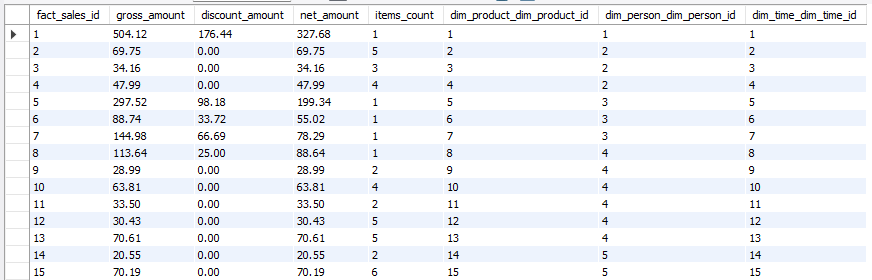 fact_sales_id gross_amount discount_amount net_amount items_count dim_product_dim_product_id dim_person_dim_person_id dim_time_dim_time_id
1 504.12 176.44 327.68 1 1 1 1
2 69.75 0.00 69.75 5 2 2 2
3 34.16 0.00 34.16 3 3 2 3
4 47.99 0.00 47.99 4 4 2 4
5 297.52 98.18 199.34 1 5 3 5
6 88.74 33.72 55.02 1 6 3 6
7 144.98 66.69 78.29 1 7 3 7
8 113.64 25.00 88.64 1 8 4 8
9 28.99 0.00 28.99 2 9 4 9
10 63.81 0.00 63.81 4 10 4 10
11 33.50 0.00 33.50 2 11 4 11
12 30.43 0.00 30.43 5 12 4 12
13 70.61 0.00 70.61 5 13 4 13
14 20.55 0.00 20.55 2 14 5 14
15 70.19 0.00 70.19 6 15 5 15